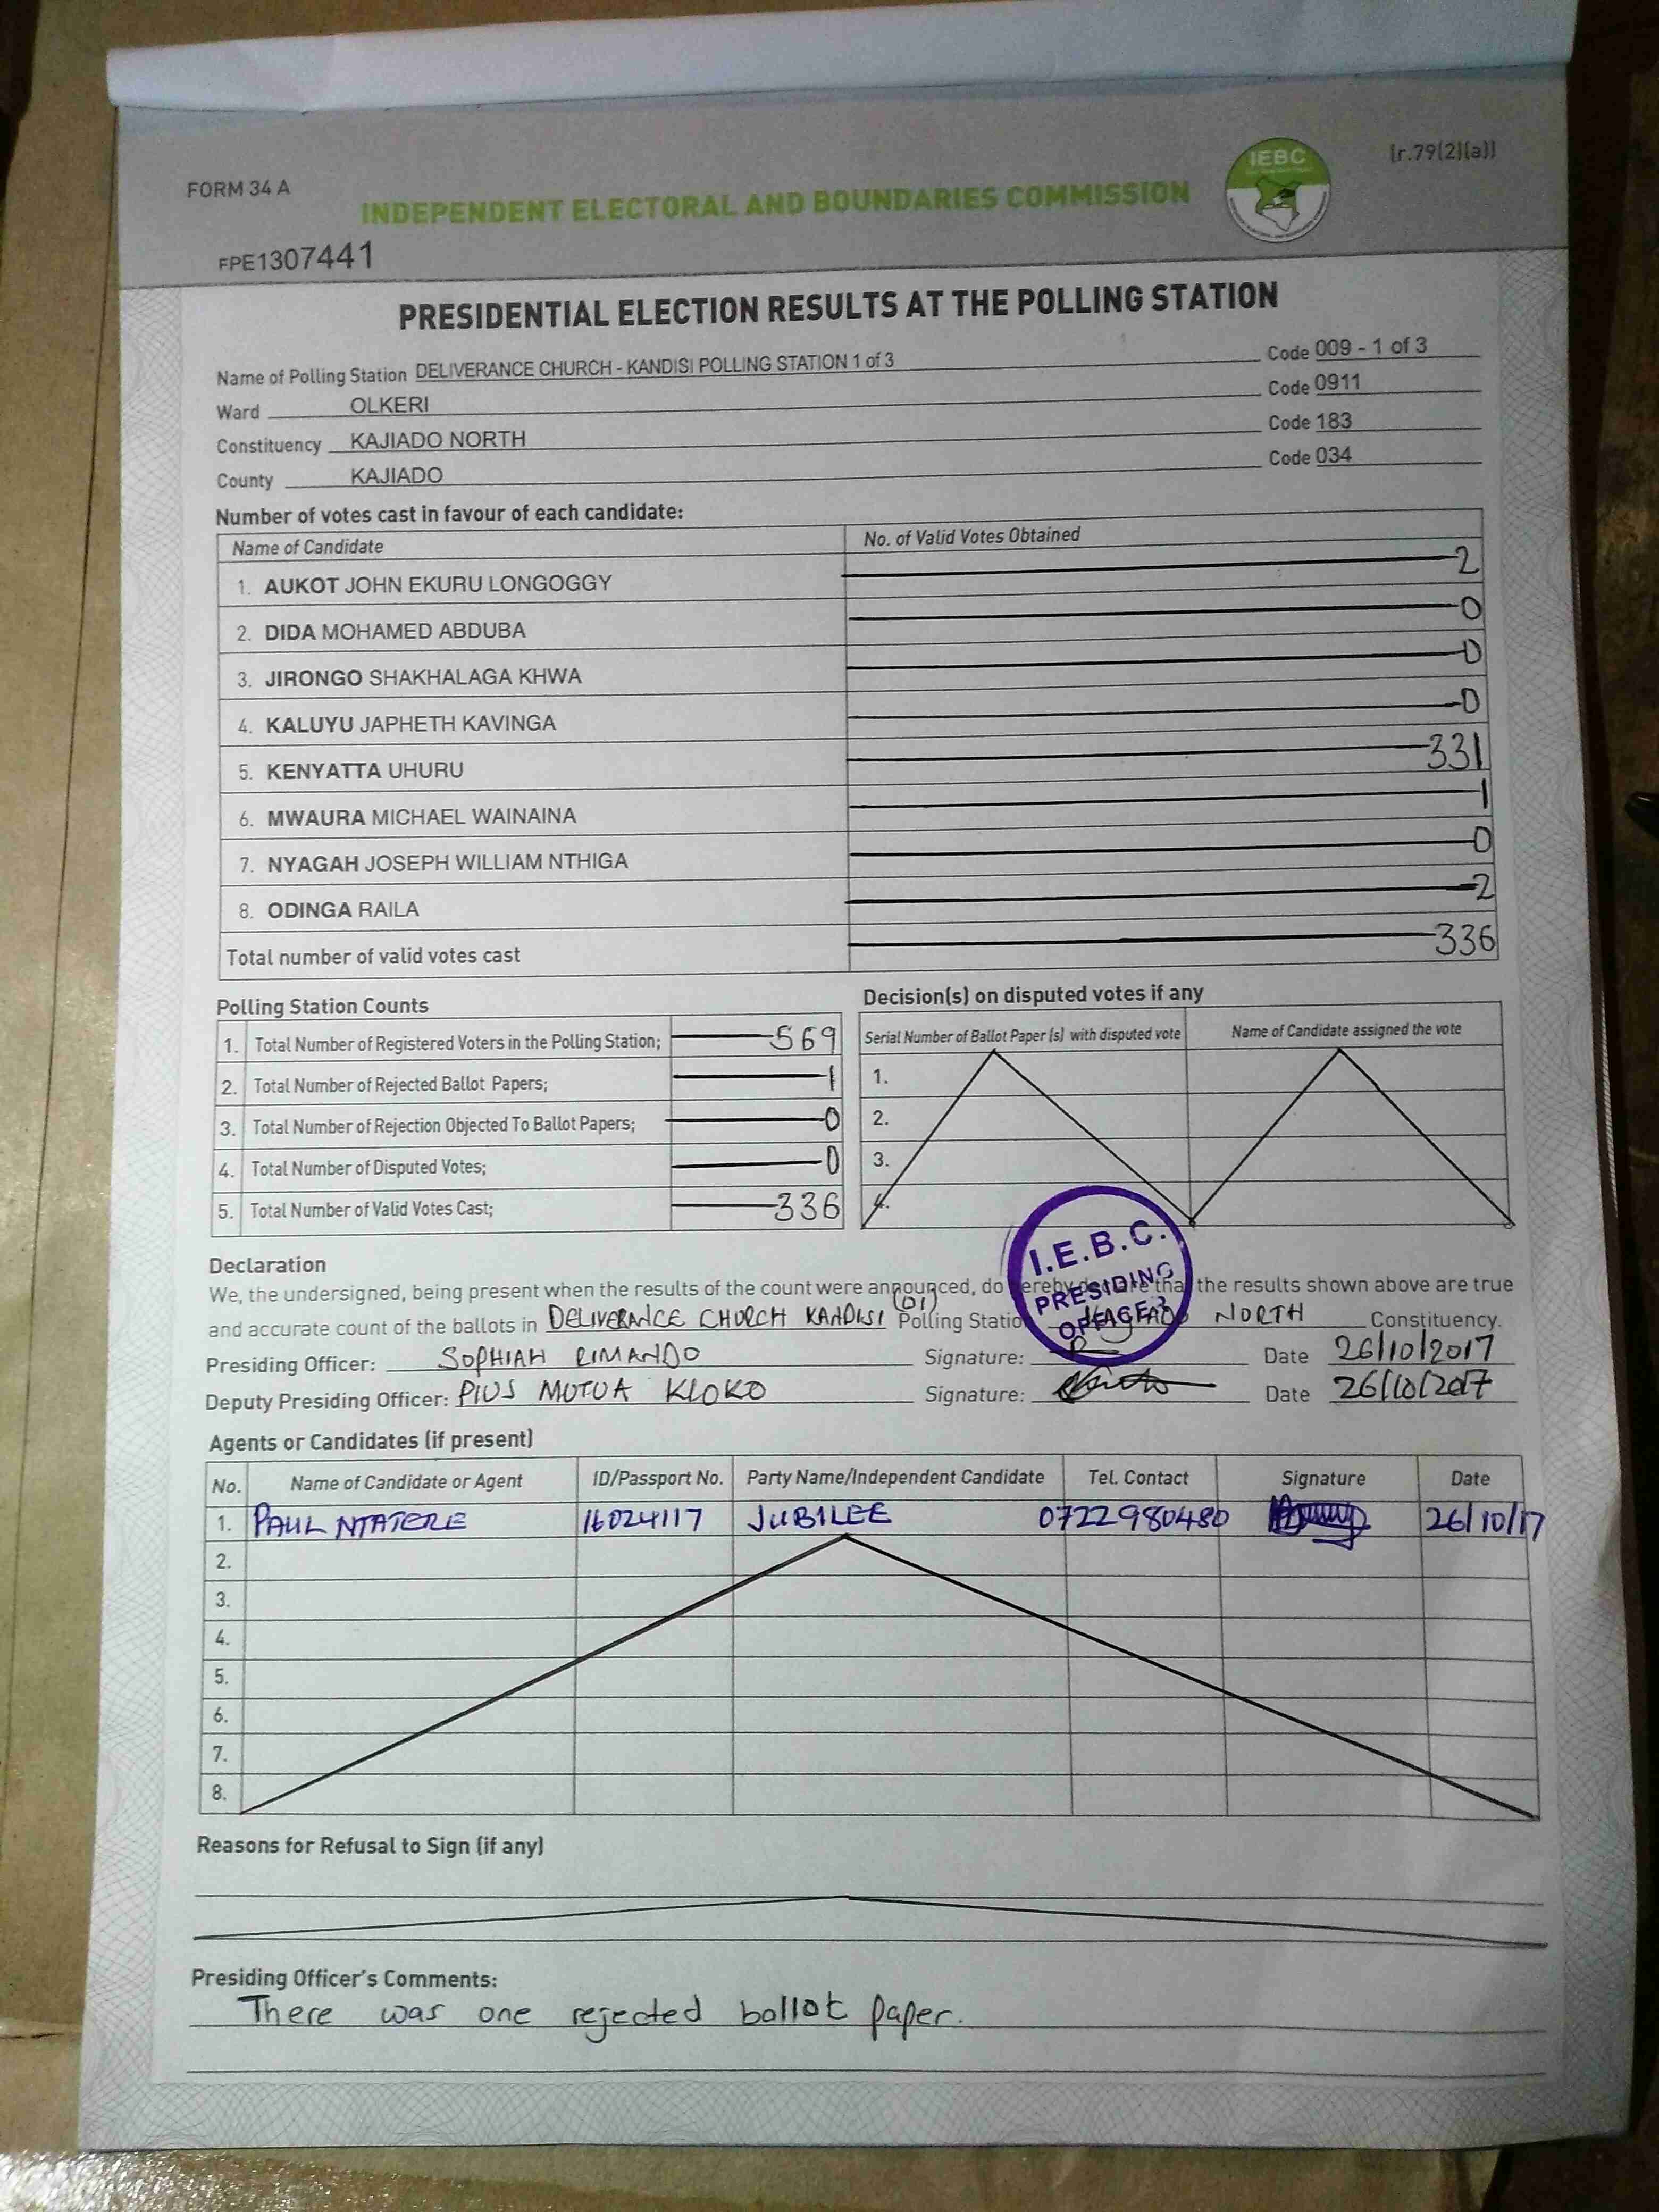 FORM 34 A
INDEPENDENT ELECTORAL AND BOUNDARIES COMMISSION
IEBC
(r.79(2)(a))
FPE1307441
PRESIDENTIAL ELECTION RESULTS AT THE POLLING STATION
Name of Polling Station DELIVERANCE CHURCH - KANDISI POLLING STATION 1 of 3 Code 009 - 1 of 3
Ward OLKERI Code 0911
Constituency KAJIADO NORTH Code 183
County KAJIADO Code 034
Number of votes cast in favour of each candidate:
Name of Candidate No. of Valid Votes Obtained
1. AUKOT JOHN EKURU LONGOGGY 2
2. DIDA MOHAMED ABDUBA 0
3. JIRONGO SHAKHALAGA KHWA 0
4. KALUYU JAPHETH KAVINGA 0
5. KENYATTA UHURU 331
6. MWAURA MICHAEL WAINAINA 1
7. NYAGAH JOSEPH WILLIAM NTHIGA 0
8. ODINGA RAILA 2
Total number of valid votes cast 336
Polling Station Counts
1. Total Number of Registered Voters in the Polling Station; 569
2. Total Number of Rejected Ballot Papers; 1
3. Total Number of Rejection Objected To Ballot Papers; 0
4. Total Number of Disputed Votes; 0
5. Total Number of Valid Votes Cast; 336
Decision(s) on disputed votes if any
Serial Number of Ballot Paper (s) with disputed vote Name of Candidate assigned the vote
1.
2.
3.
4.
I.E.B.C.
PRESIDING
OFFICER
Declaration
We, the undersigned, being present when the results of the count were announced, do hereby declare that the results shown above are true
and accurate count of the ballots in DELIVERANCE CHURCH KANDISI (01) Polling Station KAJIADO NORTH Constituency.
Presiding Officer: SOPHIAH RIMANDO Signature: Date 26/10/2017
Deputy Presiding Officer: PIUS MUTUA KLOKO Signature: Date 26/10/2017
Agents or Candidates (if present)
No. Name of Candidate or Agent ID/Passport No. Party Name/Independent Candidate Tel. Contact Signature Date
1. PAUL NTATERE 16024117 JUBILEE 0722980480 26/10/17
2.
3.
4.
5.
6.
7.
8.
Reasons for Refusal to Sign (if any)
Presiding Officer's Comments:
There was one rejected ballot paper.